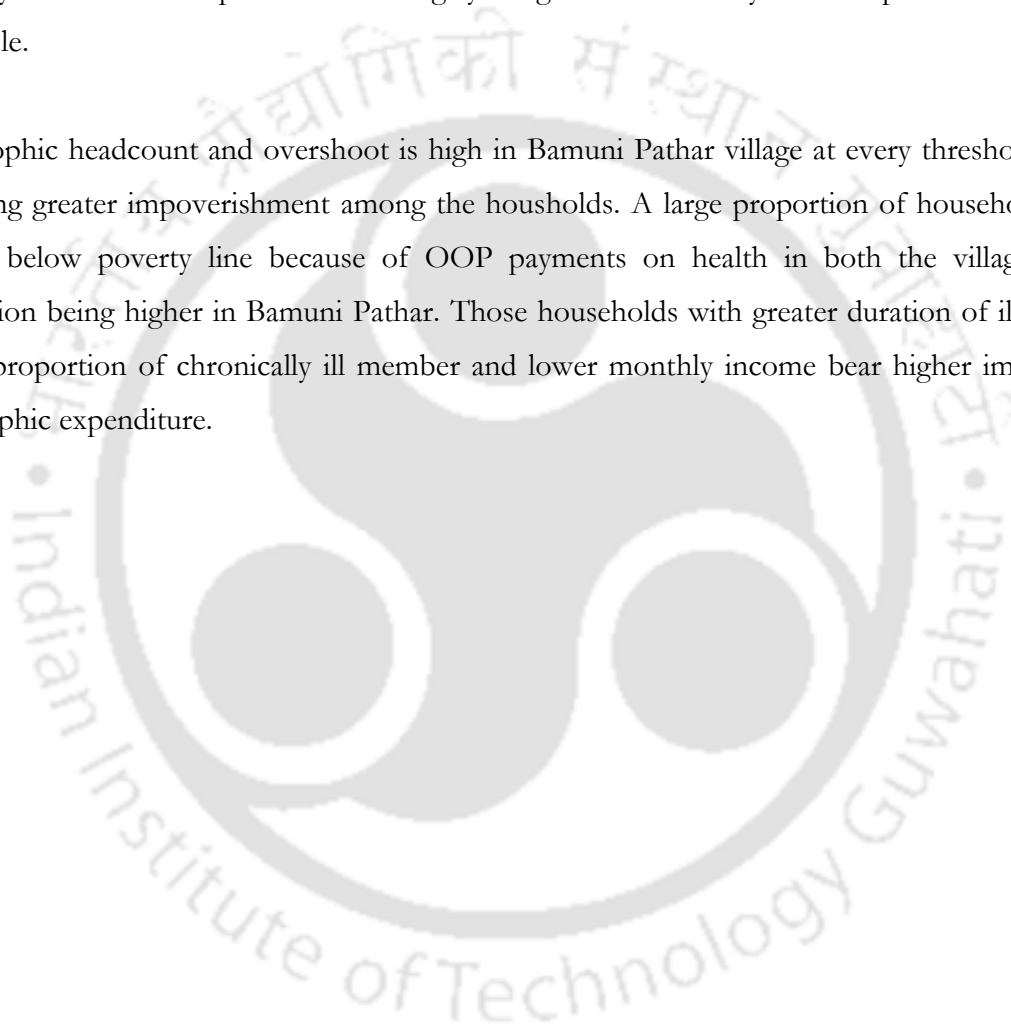 le.
ophic headcount and overshoot is high in Bamuni Pathar village at every thresho
ng greater impoverishment among the housholds. A large proportion of househo
below poverty line because of OOP payments on health in both the villag
ion being higher in Bamuni Pathar. Those households with greater duration of il
proportion of chronically ill member and lower monthly income bear higher im
phic expenditure.
भारतीय प्रौद्योगिकी संस्थान गुवाहाटी
• Indian Institute of Technology Guwahati •